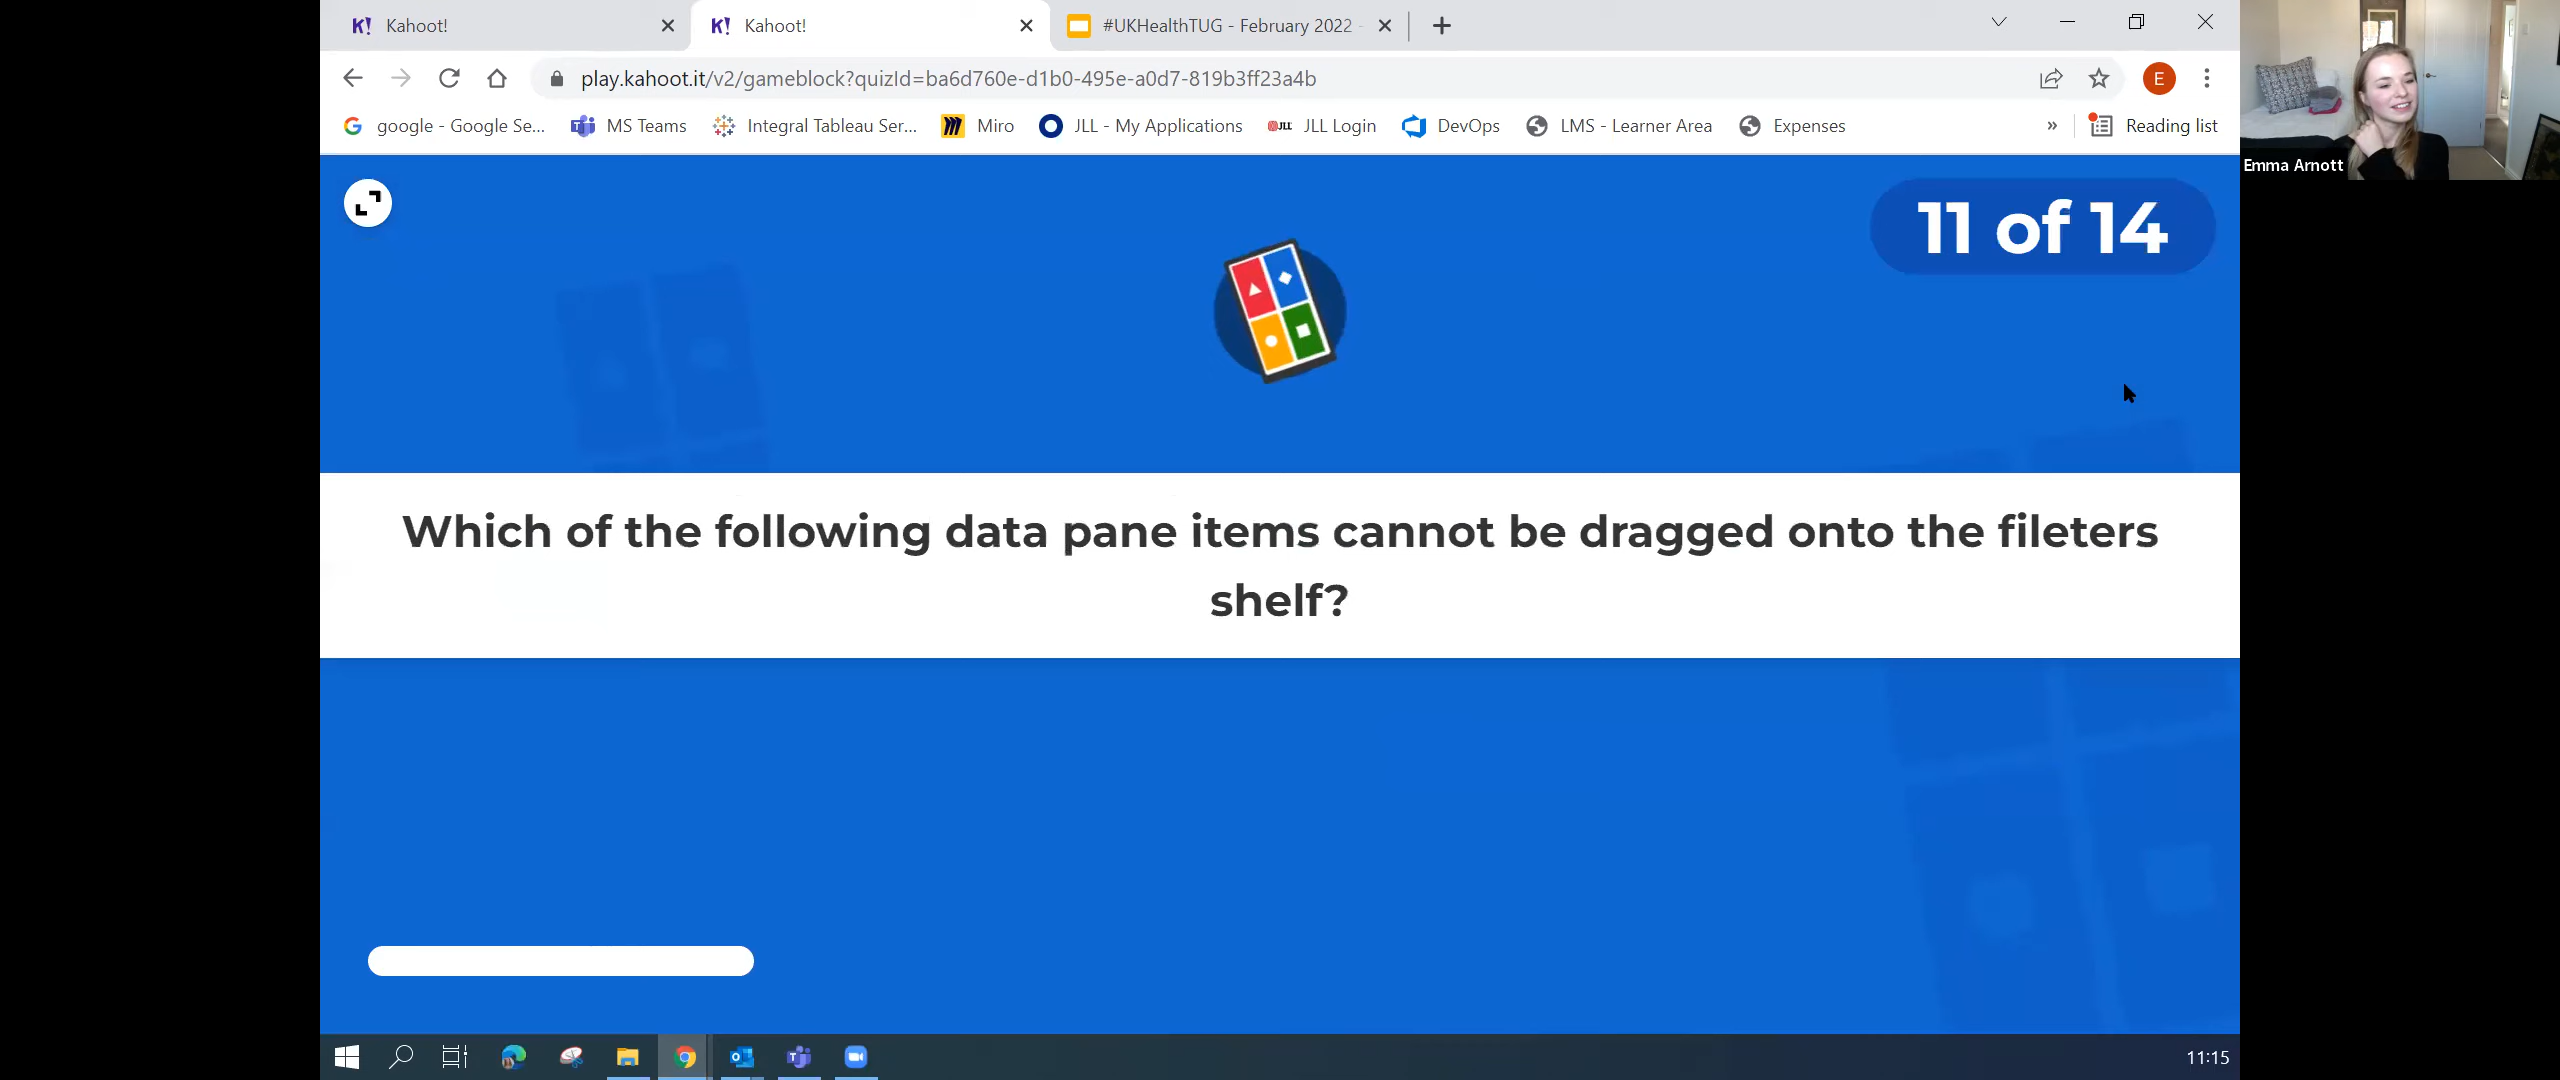 Kahoot!
Kahoot!
#UKHealthTUG - February 2022 -
play.kahoot.it/v2/gameblock?quizId=ba6d760e-d1b0-495e-a0d7-819b3ff23a4b
E
google - Google Se...
MS Teams
Integral Tableau Ser...
Miro
JLL - My Applications
JLL Login
DevOps
LMS - Learner Area
Expenses
»
Reading list
Emma Arnott
11 of 14
Which of the following data pane items cannot be dragged onto the fileters
shelf?
11:15